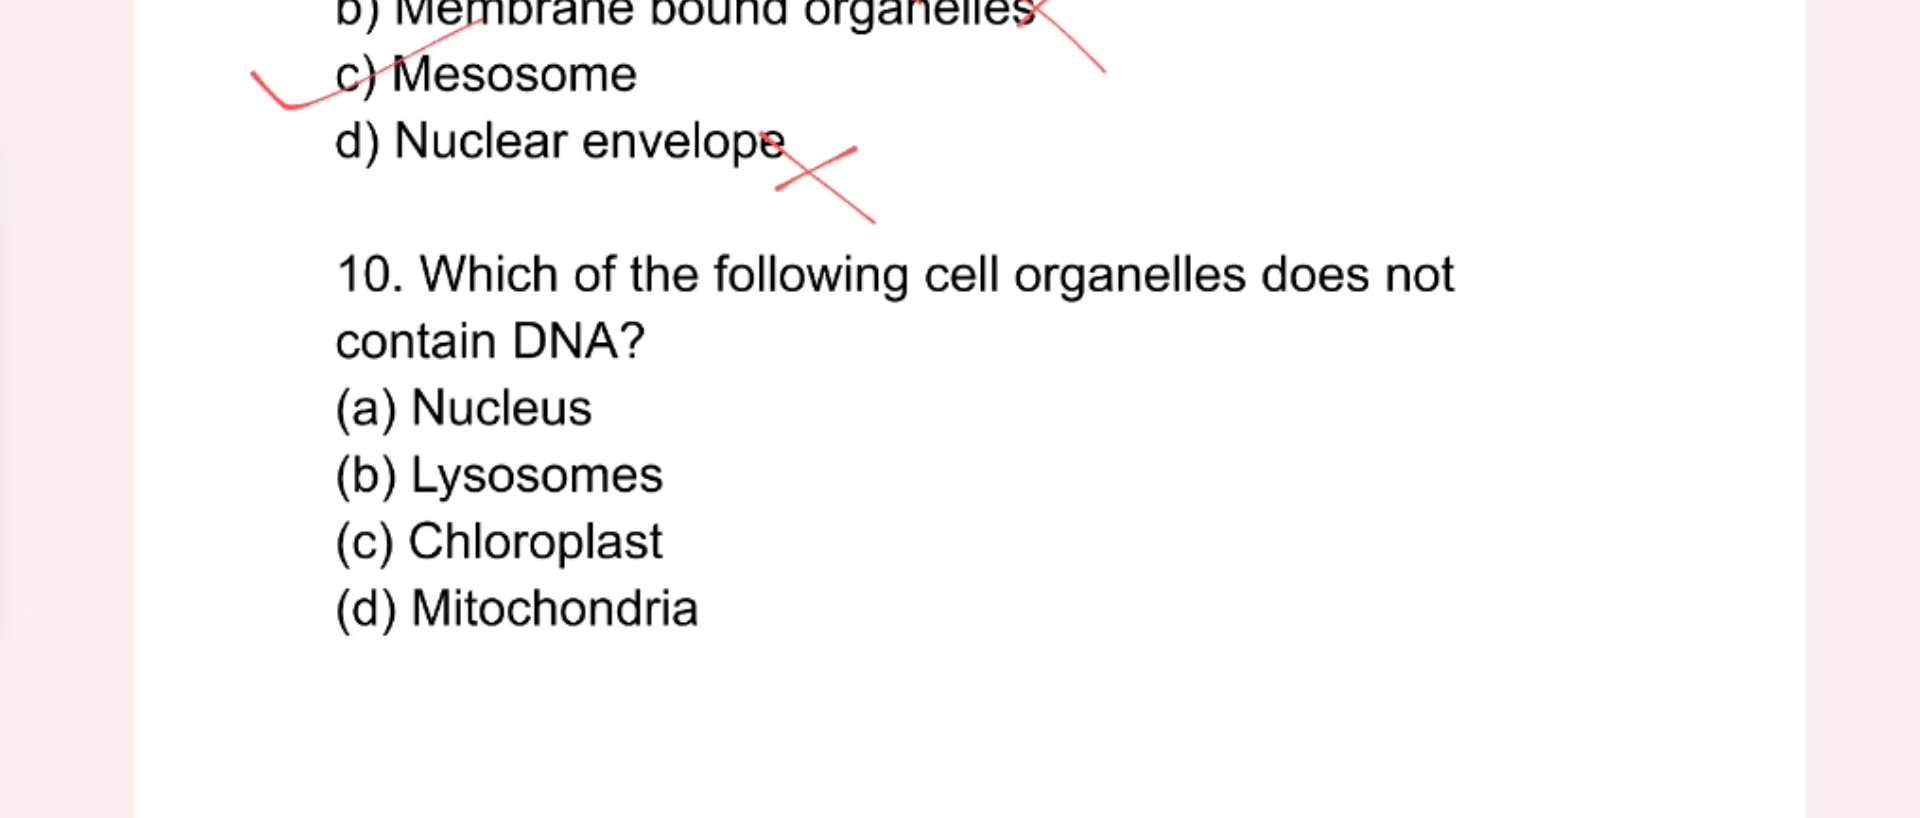 b) Membrane bound organelles
c) Mesosome
d) Nuclear envelope
10. Which of the following cell organelles does not
contain DNA?
(a) Nucleus
(b) Lysosomes
(c) Chloroplast
(d) Mitochondria